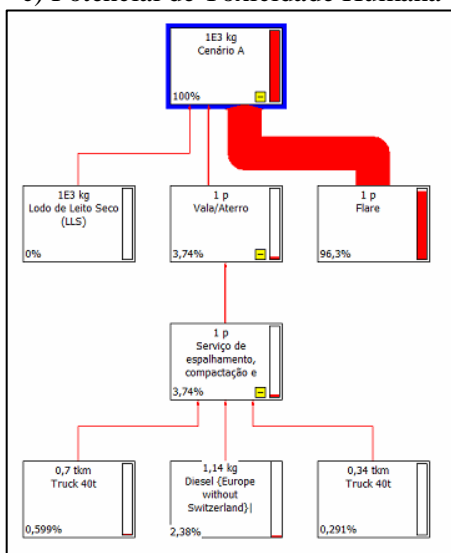 c) Potencial de Toxicidade Humana
1E3 kg
Cenário A
100%
1E3 kg
Lodo de Leito Seco
(LLS)
0%
1 p
Vala/Aterro
3,74%
1 p
Flare
96,3%
1 p
Serviço de
espalhamento,
compactação e
3,74%
0,7 tkm
Truck 40t
0,599%
1,14 kg
Diesel {Europe
without
Switzerland}|
2,38%
0,34 tkm
Truck 40t
0,291%